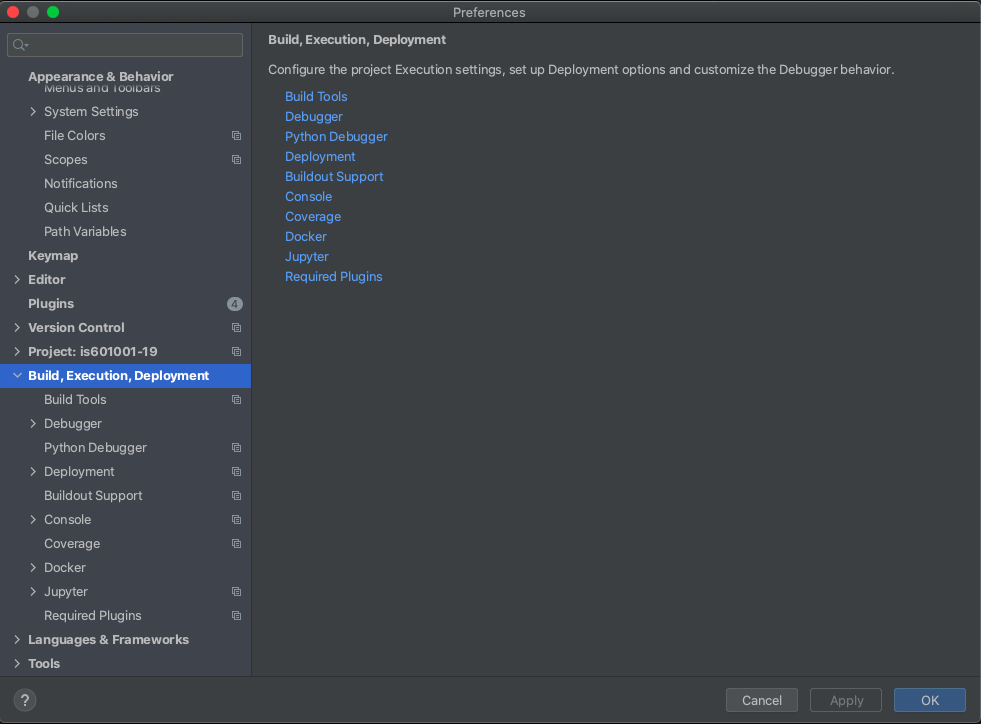 Preferences
Appearance & Behavior
Menus and Toolbars
System Settings
File Colors
Scopes
Notifications
Quick Lists
Path Variables
Keymap
Editor
Plugins 4
Version Control
Project: is601001-19
Build, Execution, Deployment
Build Tools
Debugger
Python Debugger
Deployment
Buildout Support
Console
Coverage
Docker
Jupyter
Required Plugins
Languages & Frameworks
Tools
Build, Execution, Deployment
Configure the project Execution settings, set up Deployment options and customize the Debugger behavior.
Build Tools
Debugger
Python Debugger
Deployment
Buildout Support
Console
Coverage
Docker
Jupyter
Required Plugins
?
Cancel Apply OK